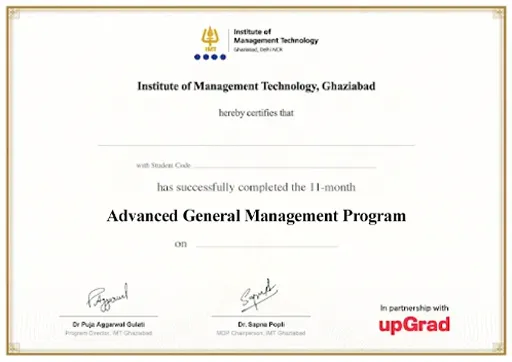 Institute of
Management Technology
Ghaziabad, Delhi NCR
IMT
Institute of Management Technology, Ghaziabad
hereby certifies that
with Student Code
has successfully completed the 11-month
Advanced General Management Program
on
Dr Puja Aggarwal Gulati
Program Director, IMT Ghaziabad
Dr. Sapna Popli
MDP Chairperson, IMT Ghaziabad
In partnership with
upGrad